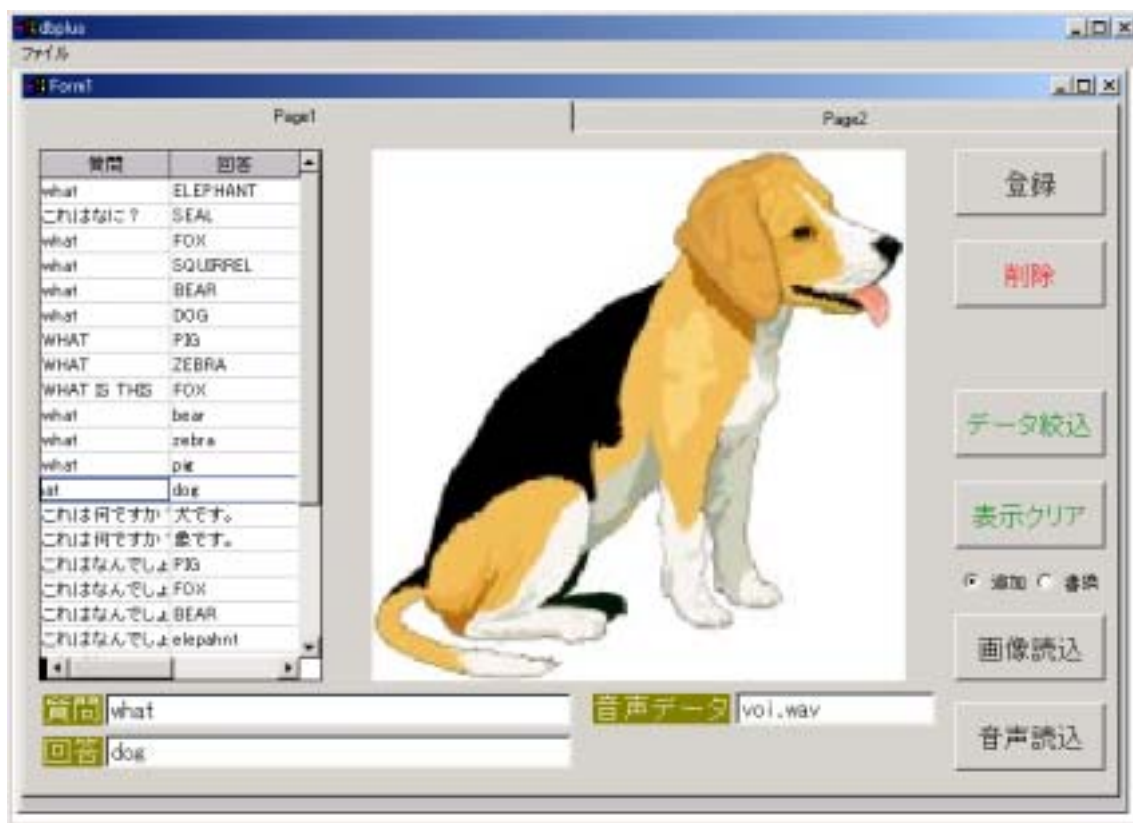 dbplus
ファイル
Form1
Page1 Page2
質問 回答
what ELEPHANT
これはなに? SEAL
what FOX
what SQUIRREL
what BEAR
what DOG
WHAT PIG
WHAT ZEBRA
WHAT IS THIS FOX
what bear
what zebra
what pig
at dog
これは何ですか 犬です。
これは何ですか 象です。
これはなんでしょ PIG
これはなんでしょ FOX
これはなんでしょ BEAR
これはなんでしょ elepahnt
登録
削除
データ絞込
表示クリア
追加 書換
画像読込
音声読込
質問 what
音声データ voi.wav
回答 dog